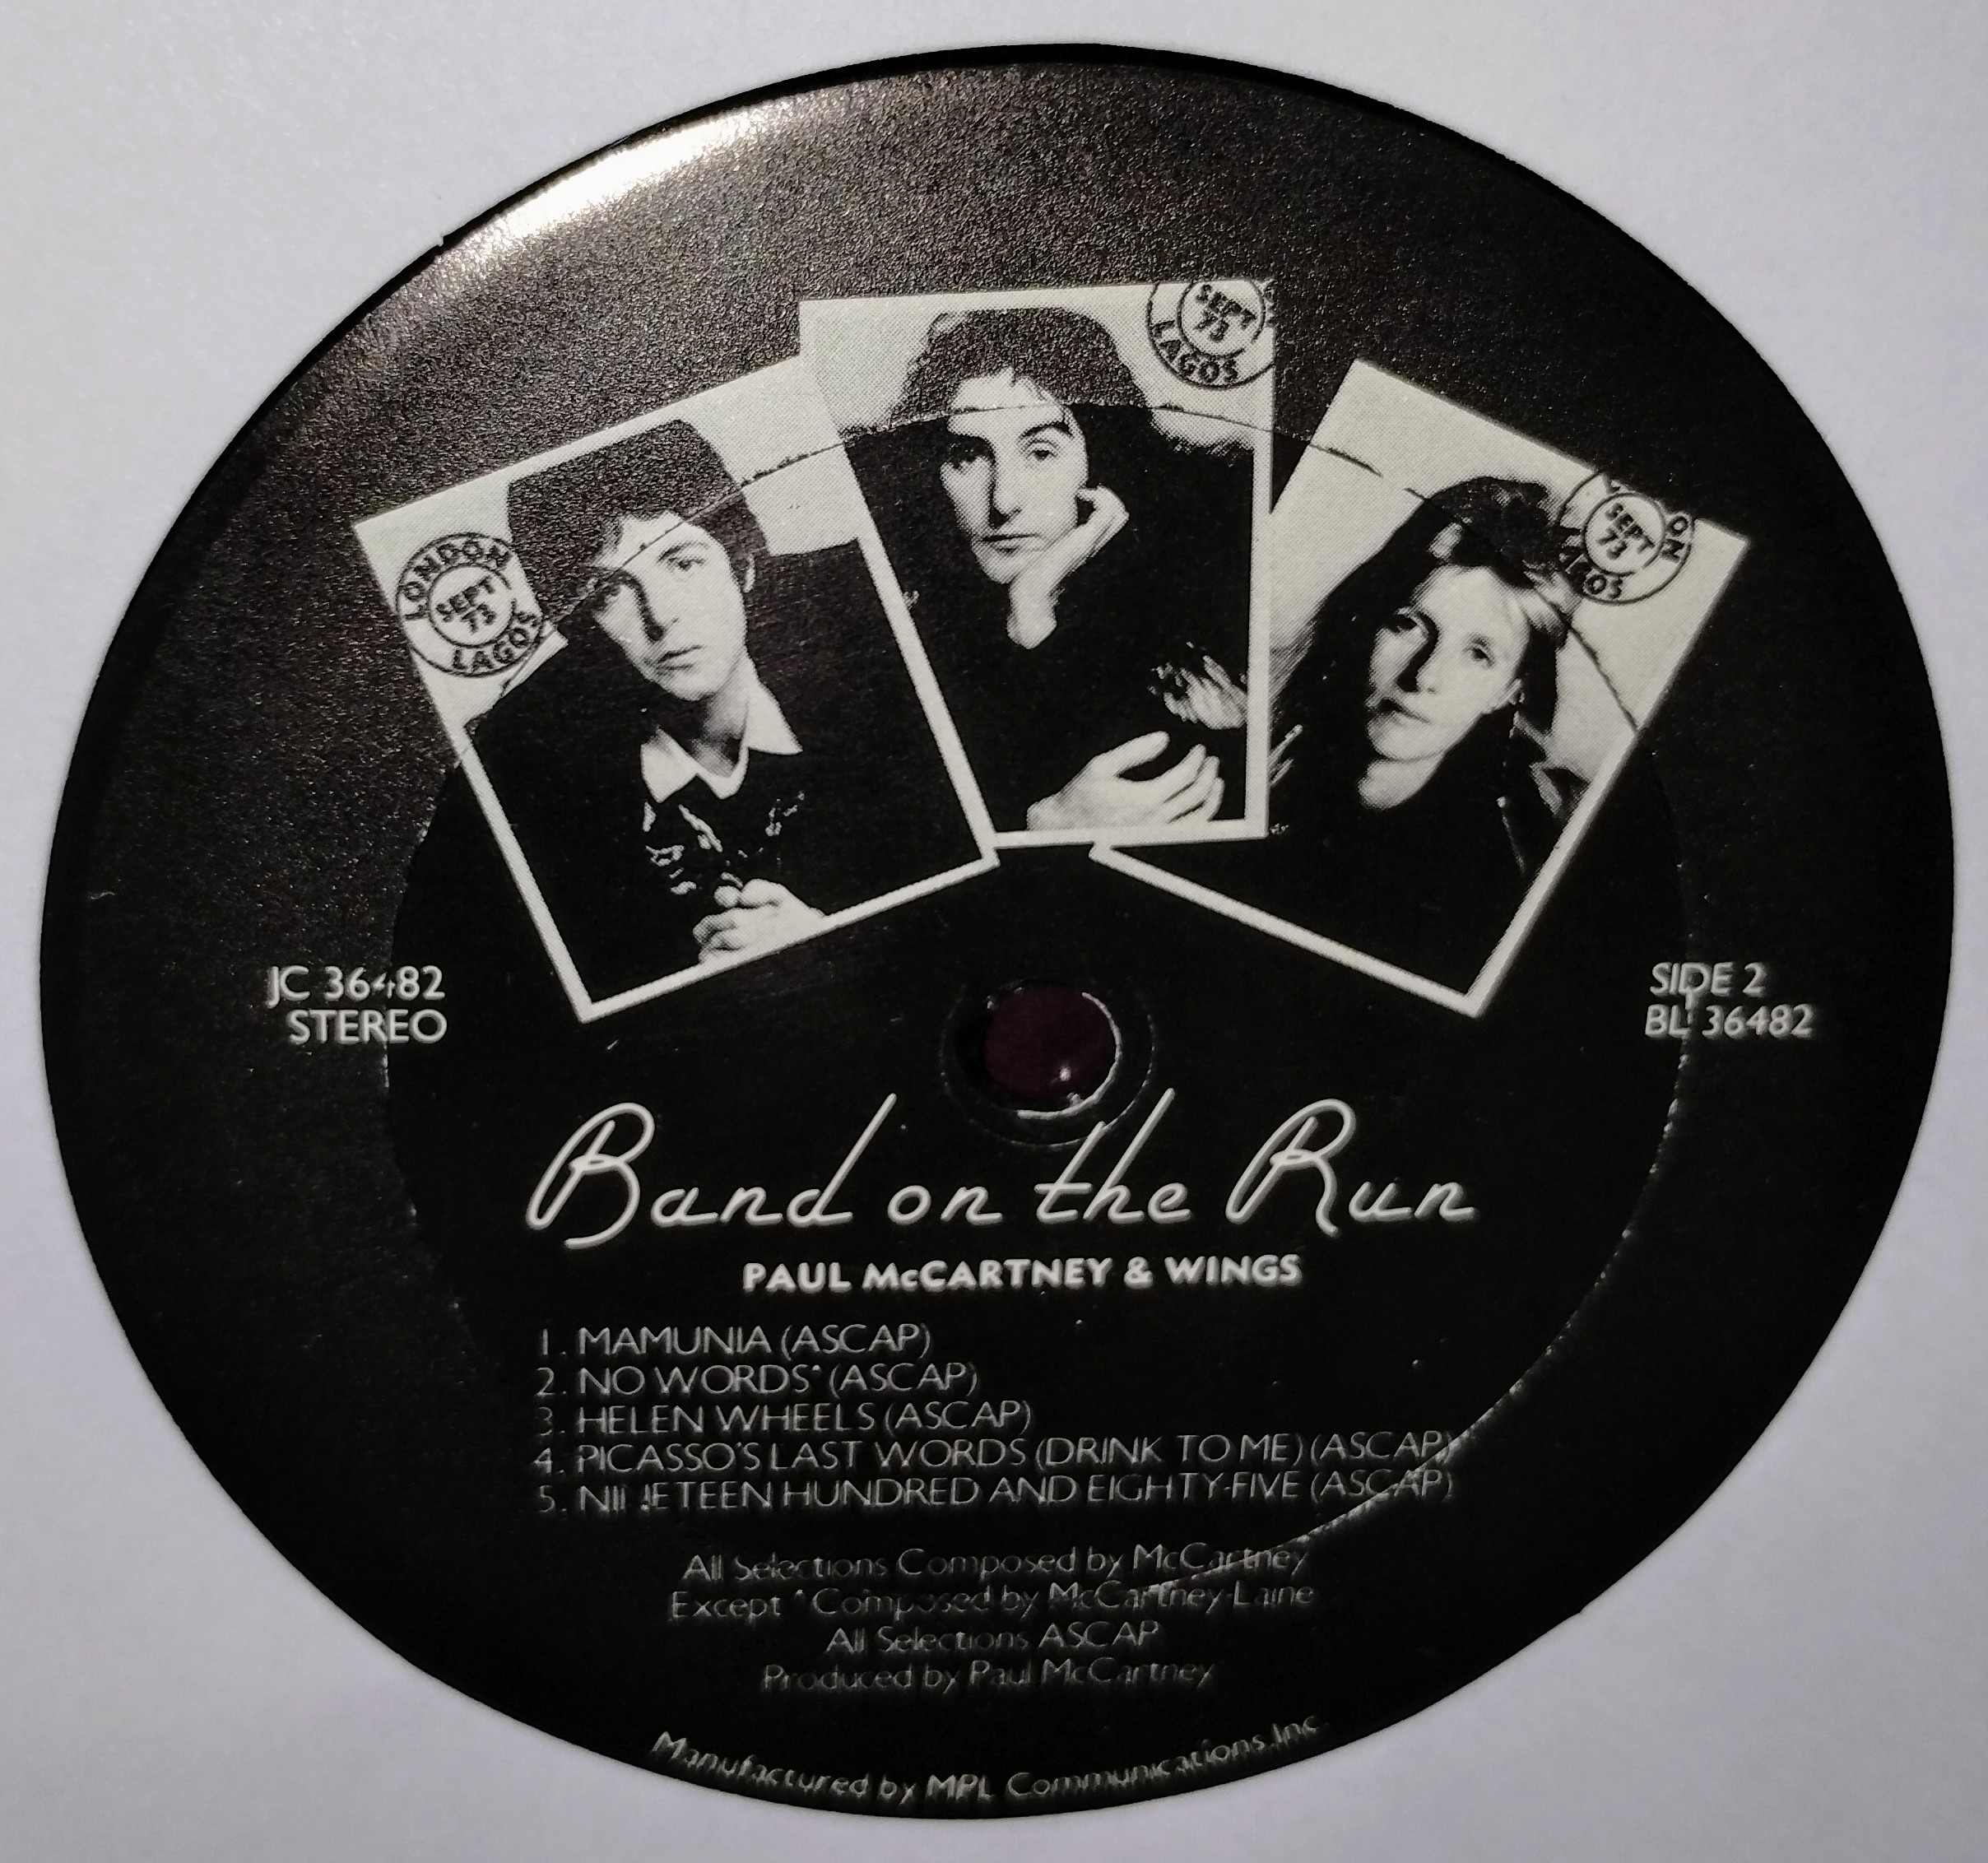 SEPT
73
LAGOS
ON
SEPT
73
LONDON
SEPT
73
LAGOS
JC 36482
STEREO
SIDE 2
BL 36482
Band on the Run
PAUL McCARTNEY & WINGS
1. MAMUNIA (ASCAP)
2. NO WORDS* (ASCAP)
3. HELEN WHEELS (ASCAP)
4. PICASSO'S LAST WORDS (DRINK TO ME) (ASCAP)
5. NINETEEN HUNDRED AND EIGHTY-FIVE (ASCAP)
All Selections Composed by McCartney
Except *Composed by McCartney-Laine
All Selections ASCAP
Produced by Paul McCartney
Manufactured by MPL Communications, Inc.